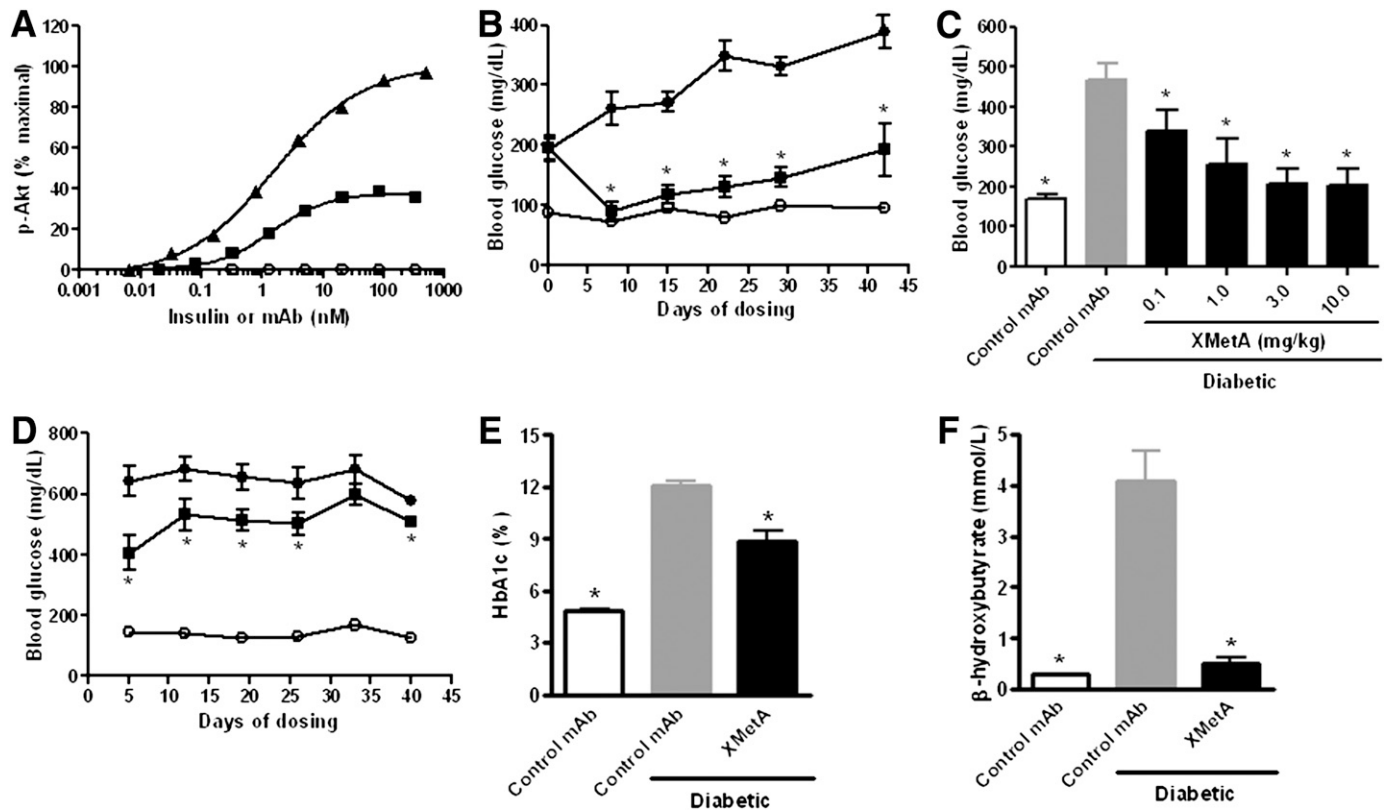 A
120
100
80
60
40
20
0
p-Akt (% maximal)
0.001 0.01 0.1 1 10 100 1000
Insulin or mAb (nM)
B
400
300
200
100
0
Blood glucose (mg/dL)
* * * * *
0 5 10 15 20 25 30 35 40 45
Days of dosing
C
600
500
400
300
200
100
0
Blood glucose (mg/dL)
* * * * *
Control mAb Control mAb 0.1 1.0 3.0 10.0
XMetA (mg/kg)
Diabetic
D
800
600
400
200
0
Blood glucose (mg/dL)
* * * * *
0 5 10 15 20 25 30 35 40 45
Days of dosing
E
15
12
9
6
3
0
HbA1c (%)
* *
Control mAb Control mAb XMetA
Diabetic
F
5
4
3
2
1
0
β-hydroxybutyrate (mmol/L)
* *
Control mAb Control mAb XMetA
Diabetic